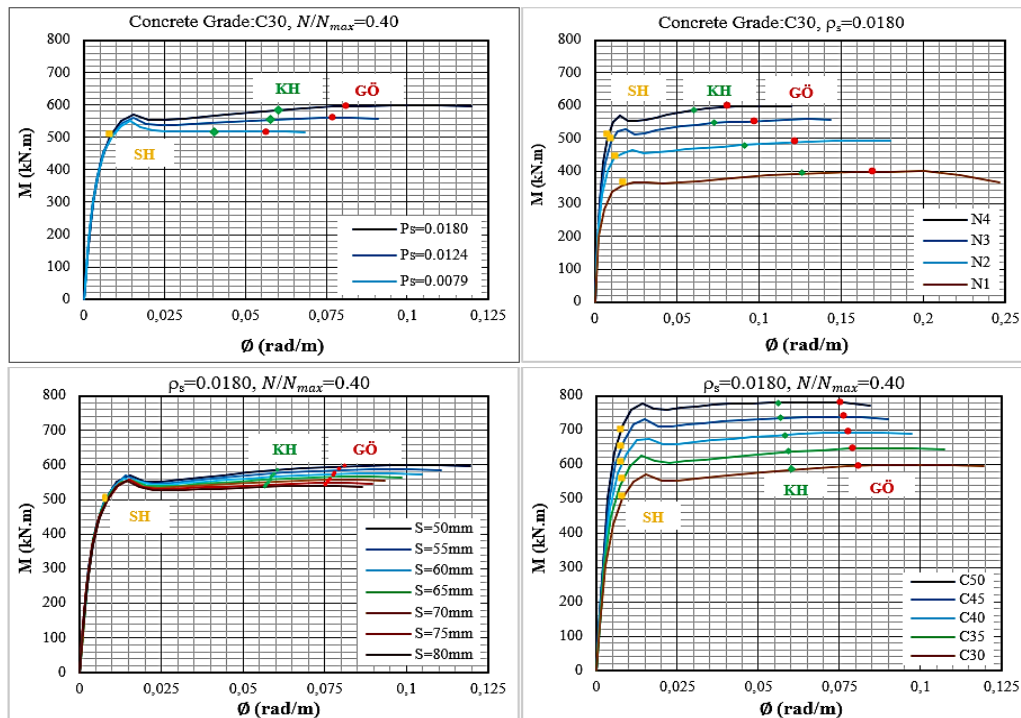 Concrete Grade:C30, N/N_max=0.40
M (kN.m)
800
700
600
500
400
300
200
100
0
KH
GÖ
SH
Ps=0.0180
Ps=0.0124
Ps=0.0079
0
0,025
0,05
0,075
0,1
0,125
Ø (rad/m)
Concrete Grade:C30, ρs=0.0180
M (kN.m)
800
700
600
500
400
300
200
100
0
SH
KH
GÖ
N4
N3
N2
N1
0
0,05
0,1
0,15
0,2
0,25
Ø (rad/m)
ρs=0.0180, N/N_max=0.40
M (kN.m)
800
700
600
500
400
300
200
100
0
KH
GÖ
SH
S=50mm
S=55mm
S=60mm
S=65mm
S=70mm
S=75mm
S=80mm
0
0,025
0,05
0,075
0,1
0,125
Ø (rad/m)
ρs=0.0180, N/N_max=0.40
M (kN.m)
800
700
600
500
400
300
200
100
0
SH
KH
GÖ
C50
C45
C40
C35
C30
0
0,025
0,05
0,075
0,1
0,125
Ø (rad/m)